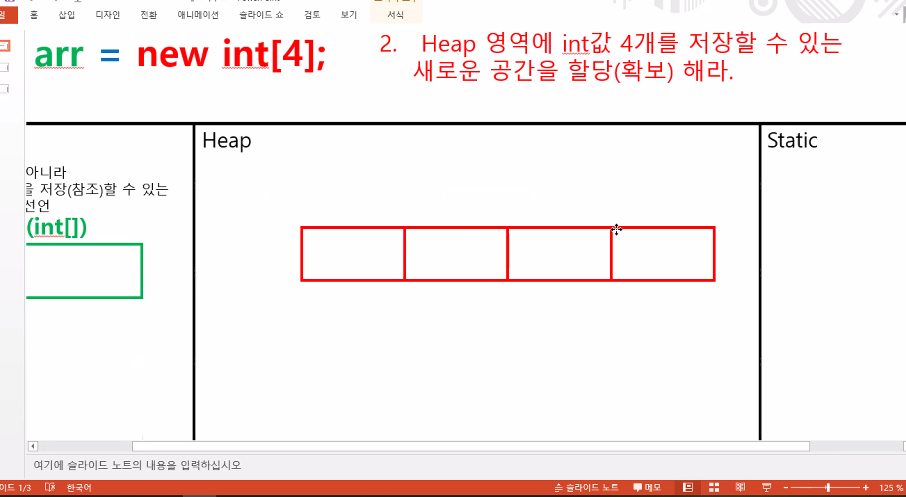 홈 삽입 디자인 전환 애니메이션 슬라이드 쇼 검토 보기 서식
arr = new int[4];
2. Heap 영역에 int값 4개를 저장할 수 있는
새로운 공간을 할당(확보) 해라.
Heap
Static
아니라
을 저장(참조)할 수 있는
선언
(int[])
여기에 슬라이드 노트의 내용을 입력하십시오
이드 1/3 한국어 슬라이드 노트 메모 125 %